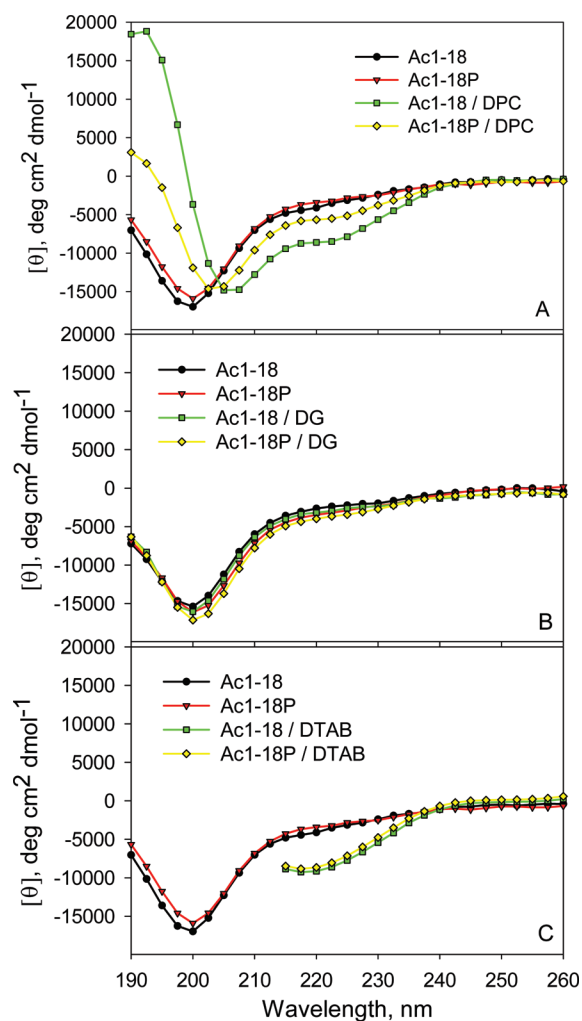 20000
15000
10000
5000
0
-5000
-10000
-15000
[θ], deg cm² dmol⁻¹
Ac1-18
Ac1-18P
Ac1-18 / DPC
Ac1-18P / DPC
A
20000
15000
10000
5000
0
-5000
-10000
-15000
[θ], deg cm² dmol⁻¹
Ac1-18
Ac1-18P
Ac1-18 / DG
Ac1-18P / DG
B
20000
15000
10000
5000
0
-5000
-10000
-15000
[θ], deg cm² dmol⁻¹
Ac1-18
Ac1-18P
Ac1-18 / DTAB
Ac1-18P / DTAB
C
190 200 210 220 230 240 250 260
Wavelength, nm